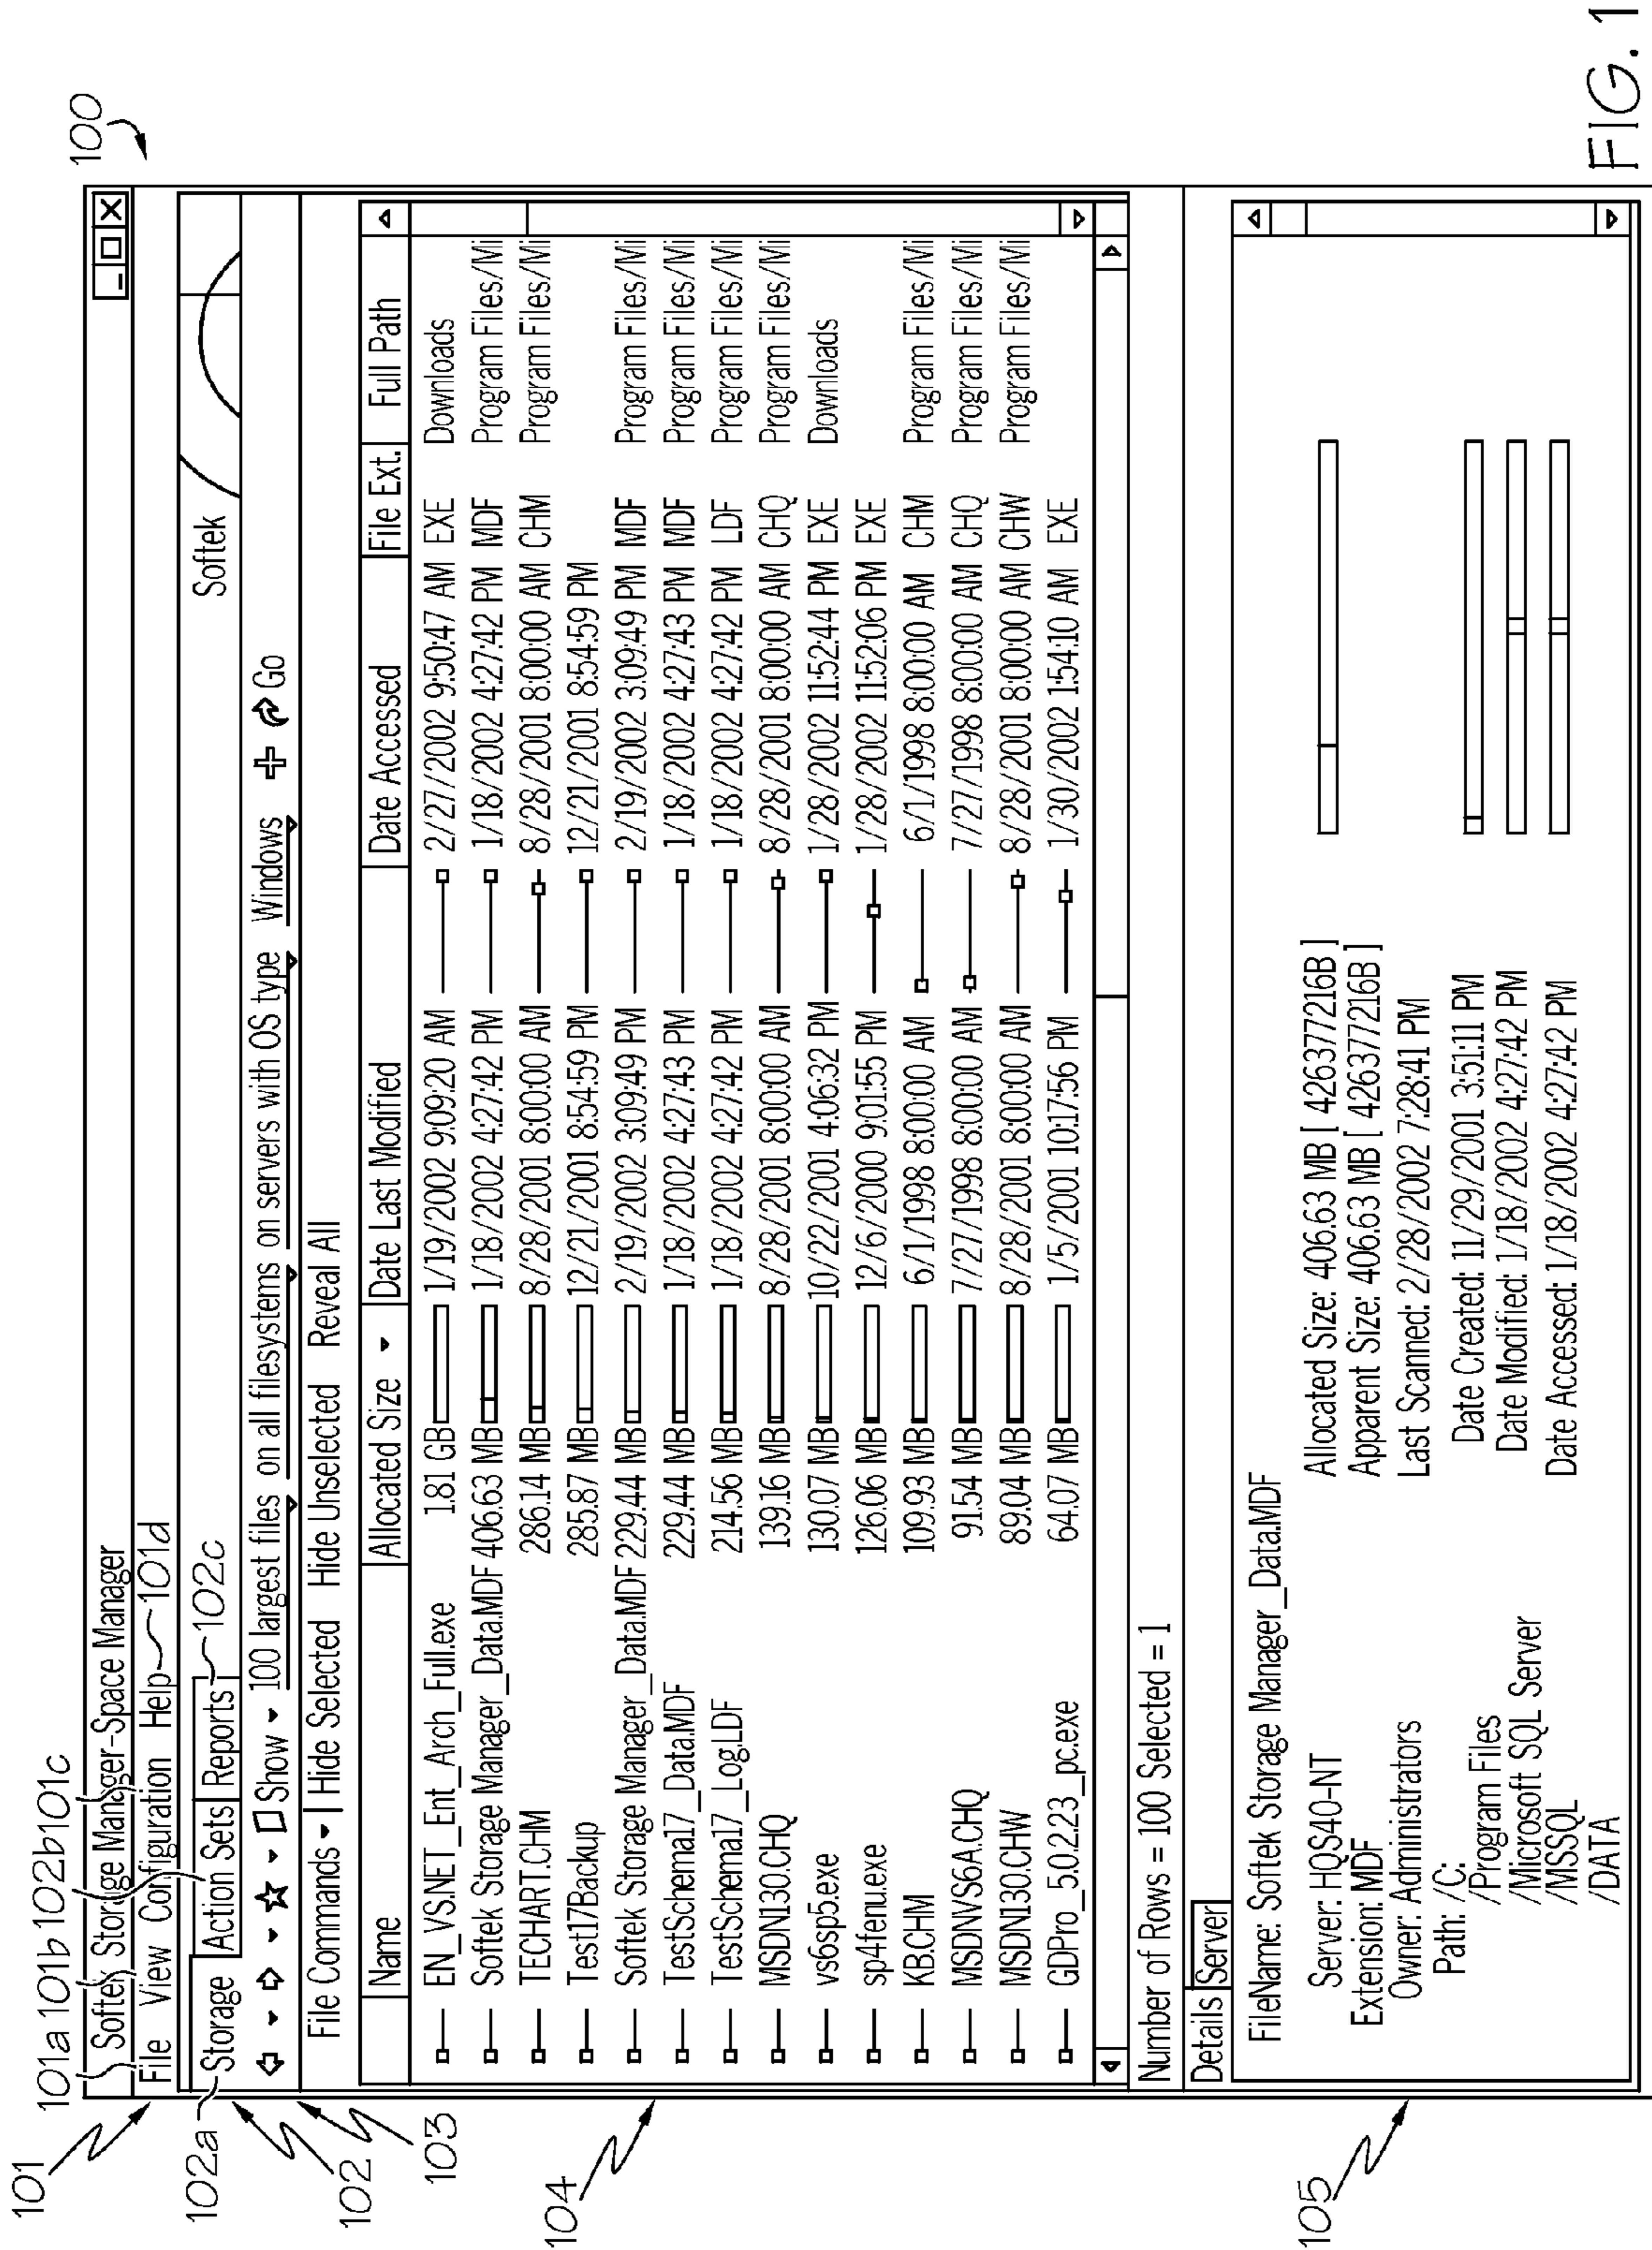 100
101a 101b 102b 101c
101
Softek Storage Manager-Space Manager
File View Configuration Help 101d
102a
Storage Action Sets Reports 102c
Softek
102
Show 100 largest files on all filesystems on servers with OS type Windows Go
103
File Commands Hide Selected Hide Unselected Reveal All
Name Allocated Size Date Last Modified Date Accessed File Ext. Full Path
EN_VS.NET_Ent_Arch_Full.exe 1.81 GB 1/19/2002 9:09:20 AM 2/27/2002 9:50:47 AM EXE Downloads
Softek Storage Manager_Data.MDF 406.63 MB 1/18/2002 4:27:42 PM 1/18/2002 4:27:42 PM MDF Program Files/Mi
TECHART.CHM 286.14 MB 8/28/2001 8:00:00 AM 8/28/2001 8:00:00 AM CHM Program Files/Mi
Test17Backup 285.87 MB 12/21/2001 8:54:59 PM 12/21/2001 8:54:59 PM
Softek Storage Manager_Data.MDF 229.44 MB 2/19/2002 3:09:49 PM 2/19/2002 3:09:49 PM MDF Program Files/Mi
104
TestSchema17_Data.MDF 229.44 MB 1/18/2002 4:27:43 PM 1/18/2002 4:27:43 PM MDF Program Files/Mi
TestSchema17_Log.LDF 214.56 MB 1/18/2002 4:27:42 PM 1/18/2002 4:27:42 PM LDF Program Files/Mi
MSDN130.CHQ 139.16 MB 8/28/2001 8:00:00 AM 8/28/2001 8:00:00 AM CHQ Program Files/Mi
vs6sp5.exe 130.07 MB 10/22/2001 4:06:32 PM 1/28/2002 11:52:44 PM EXE Downloads
sp4fenu.exe 126.06 MB 12/6/2000 9:01:55 PM 1/28/2002 11:52:06 PM EXE
KB.CHM 109.93 MB 6/1/1998 8:00:00 AM 6/1/1998 8:00:00 AM CHM Program Files/Mi
MSDNVS6A.CHQ 91.54 MB 7/27/1998 8:00:00 AM 7/27/1998 8:00:00 AM CHQ Program Files/Mi
MSDN130.CHW 89.04 MB 8/28/2001 8:00:00 AM 8/28/2001 8:00:00 AM CHW Program Files/Mi
GDPro_5.0.2.23_pc.exe 64.07 MB 1/5/2001 10:17:56 PM 1/30/2002 1:54:10 AM EXE
Number of Rows = 100 Selected = 1
Details Server
105
FileName: Softek Storage Manager_Data.MDF
Server: HQS40-NT Allocated Size: 406.63 MB [ 426377216B ]
Extension: MDF Apparent Size: 406.63 MB [ 426377216B ]
Owner: Administrators Last Scanned: 2/28/2002 7:28:41 PM
Path: /C:
/Program Files Date Created: 11/29/2001 3:51:11 PM
/Microsoft SQL Server Date Modified: 1/18/2002 4:27:42 PM
/MSSQL Date Accessed: 1/18/2002 4:27:42 PM
/DATA
FIG. 1